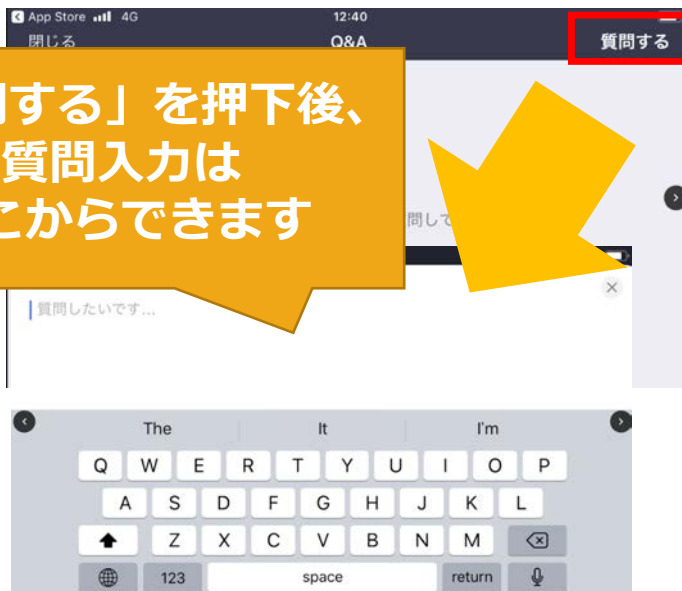 App Store 4G 12:40
閉じる Q&A 質問する
する」を押下後、
質問入力は
こからできます
問して
質問したいです...
The It I'm
Q W E R T Y U I O P
A S D F G H J K L
Z X C V B N M
123 space return